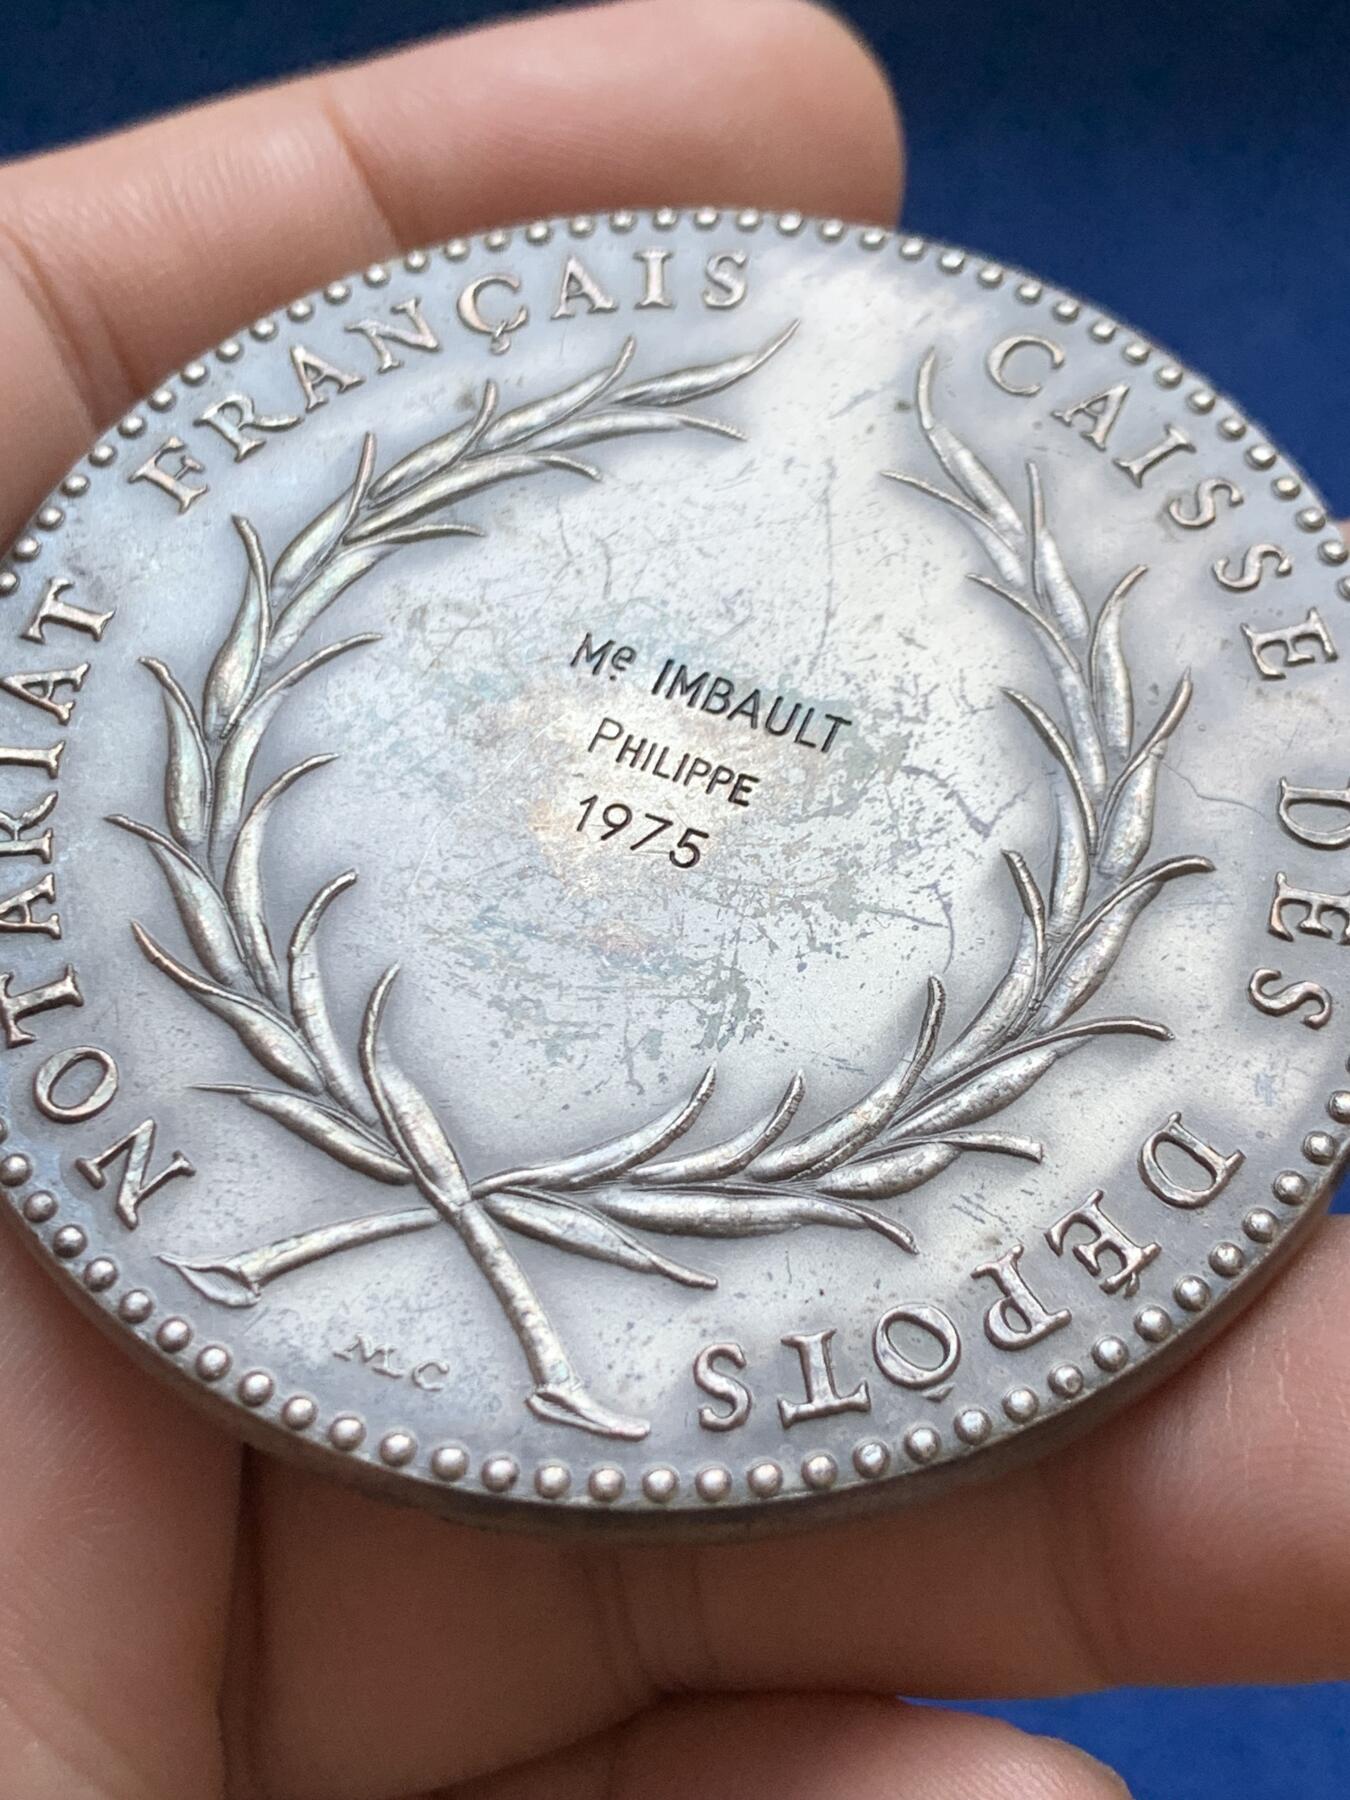 NOTARIAT FRANÇAIS CAISSE DES DÉPÔTS
Mᵉ IMBAULT
PHILIPPE
1975
M.C